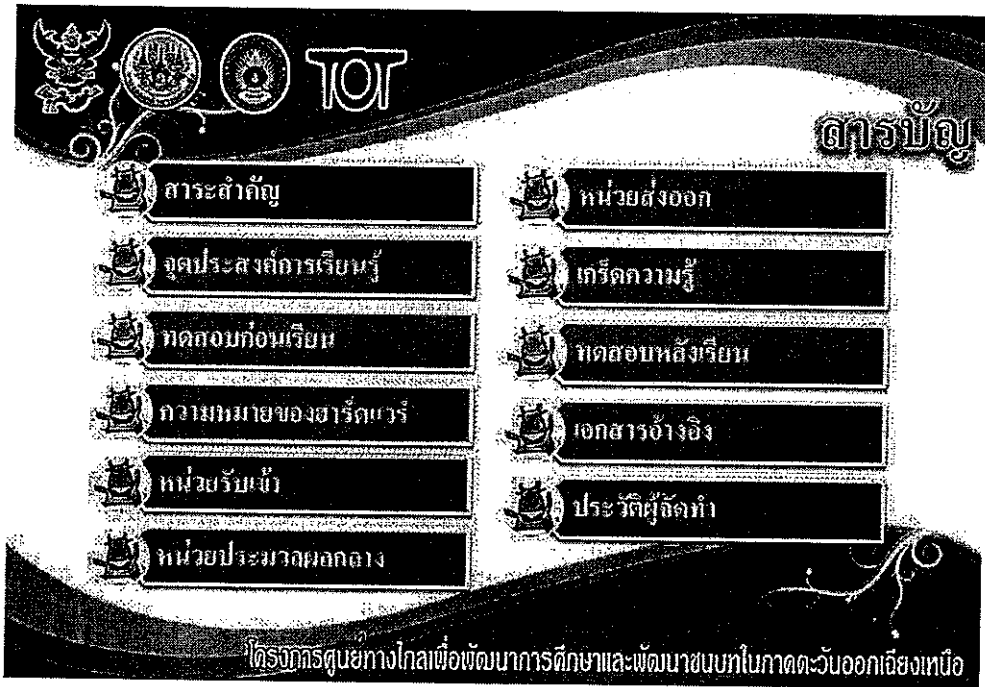 TOT
สารบัญ
สาระสำคัญ
จุดประสงค์การเรียนรู้
ทดสอบก่อนเรียน
ความหมายของฮาร์ดแวร์
หน่วยรับเข้า
หน่วยประมวลผลกลาง
หน่วยส่งออก
เกร็ดความรู้
ทดสอบหลังเรียน
เอกสารอ้างอิง
ประวัติผู้จัดทำ
โครงการศูนย์ทางไกลเพื่อพัฒนาการศึกษาและพัฒนาชนบทในภาคตะวันออกเฉียงเหนือ